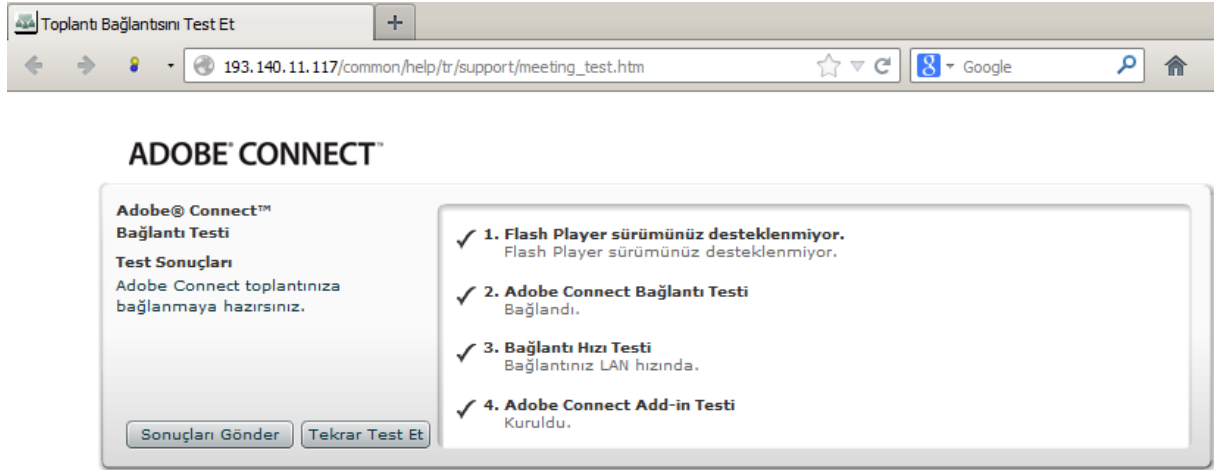 Toplantı Bağlantısını Test Et
193.140.11.117/common/help/tr/support/meeting_test.htm
Google
ADOBE® CONNECT™
Adobe® Connect™
Bağlantı Testi
Test Sonuçları
Adobe Connect toplantınıza
bağlanmaya hazırsınız.
Sonuçları Gönder
Tekrar Test Et
1. Flash Player sürümünüz desteklenmiyor.
Flash Player sürümünüz desteklenmiyor.
2. Adobe Connect Bağlantı Testi
Bağlandı.
3. Bağlantı Hızı Testi
Bağlantınız LAN hızında.
4. Adobe Connect Add-in Testi
Kuruldu.